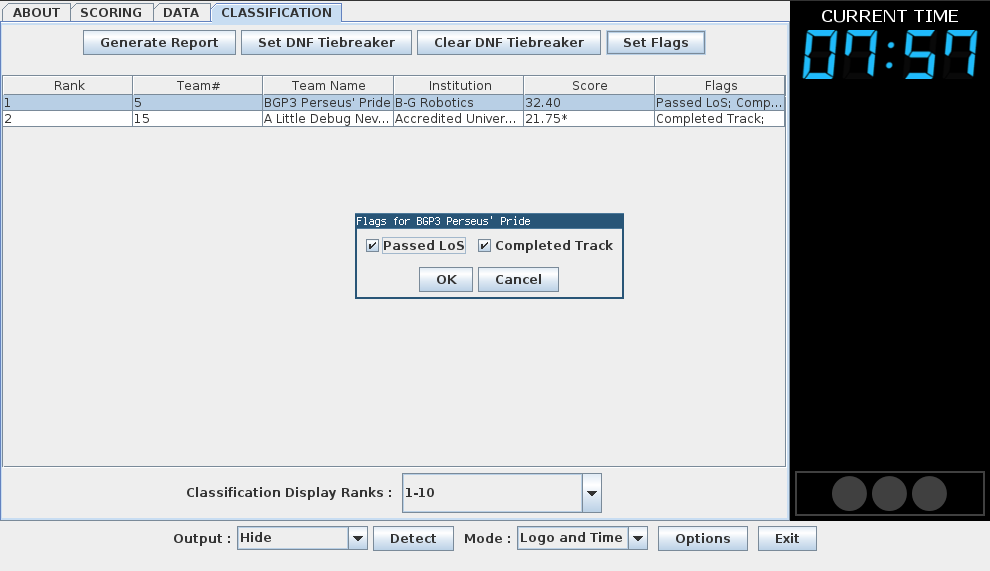 ABOUT SCORING DATA CLASSIFICATION
CURRENT TIME
07:57
Generate Report Set DNF Tiebreaker Clear DNF Tiebreaker Set Flags
Rank Team# Team Name Institution Score Flags
1 5 BGP3 Perseus' Pride B-G Robotics 32.40 Passed LoS; Comp...
2 15 A Little Debug Nev... Accredited Univer... 21.75* Completed Track;
Flags for BGP3 Perseus' Pride
Passed LoS Completed Track
OK Cancel
Classification Display Ranks : 1-10
Output : Hide Detect Mode : Logo and Time Options Exit